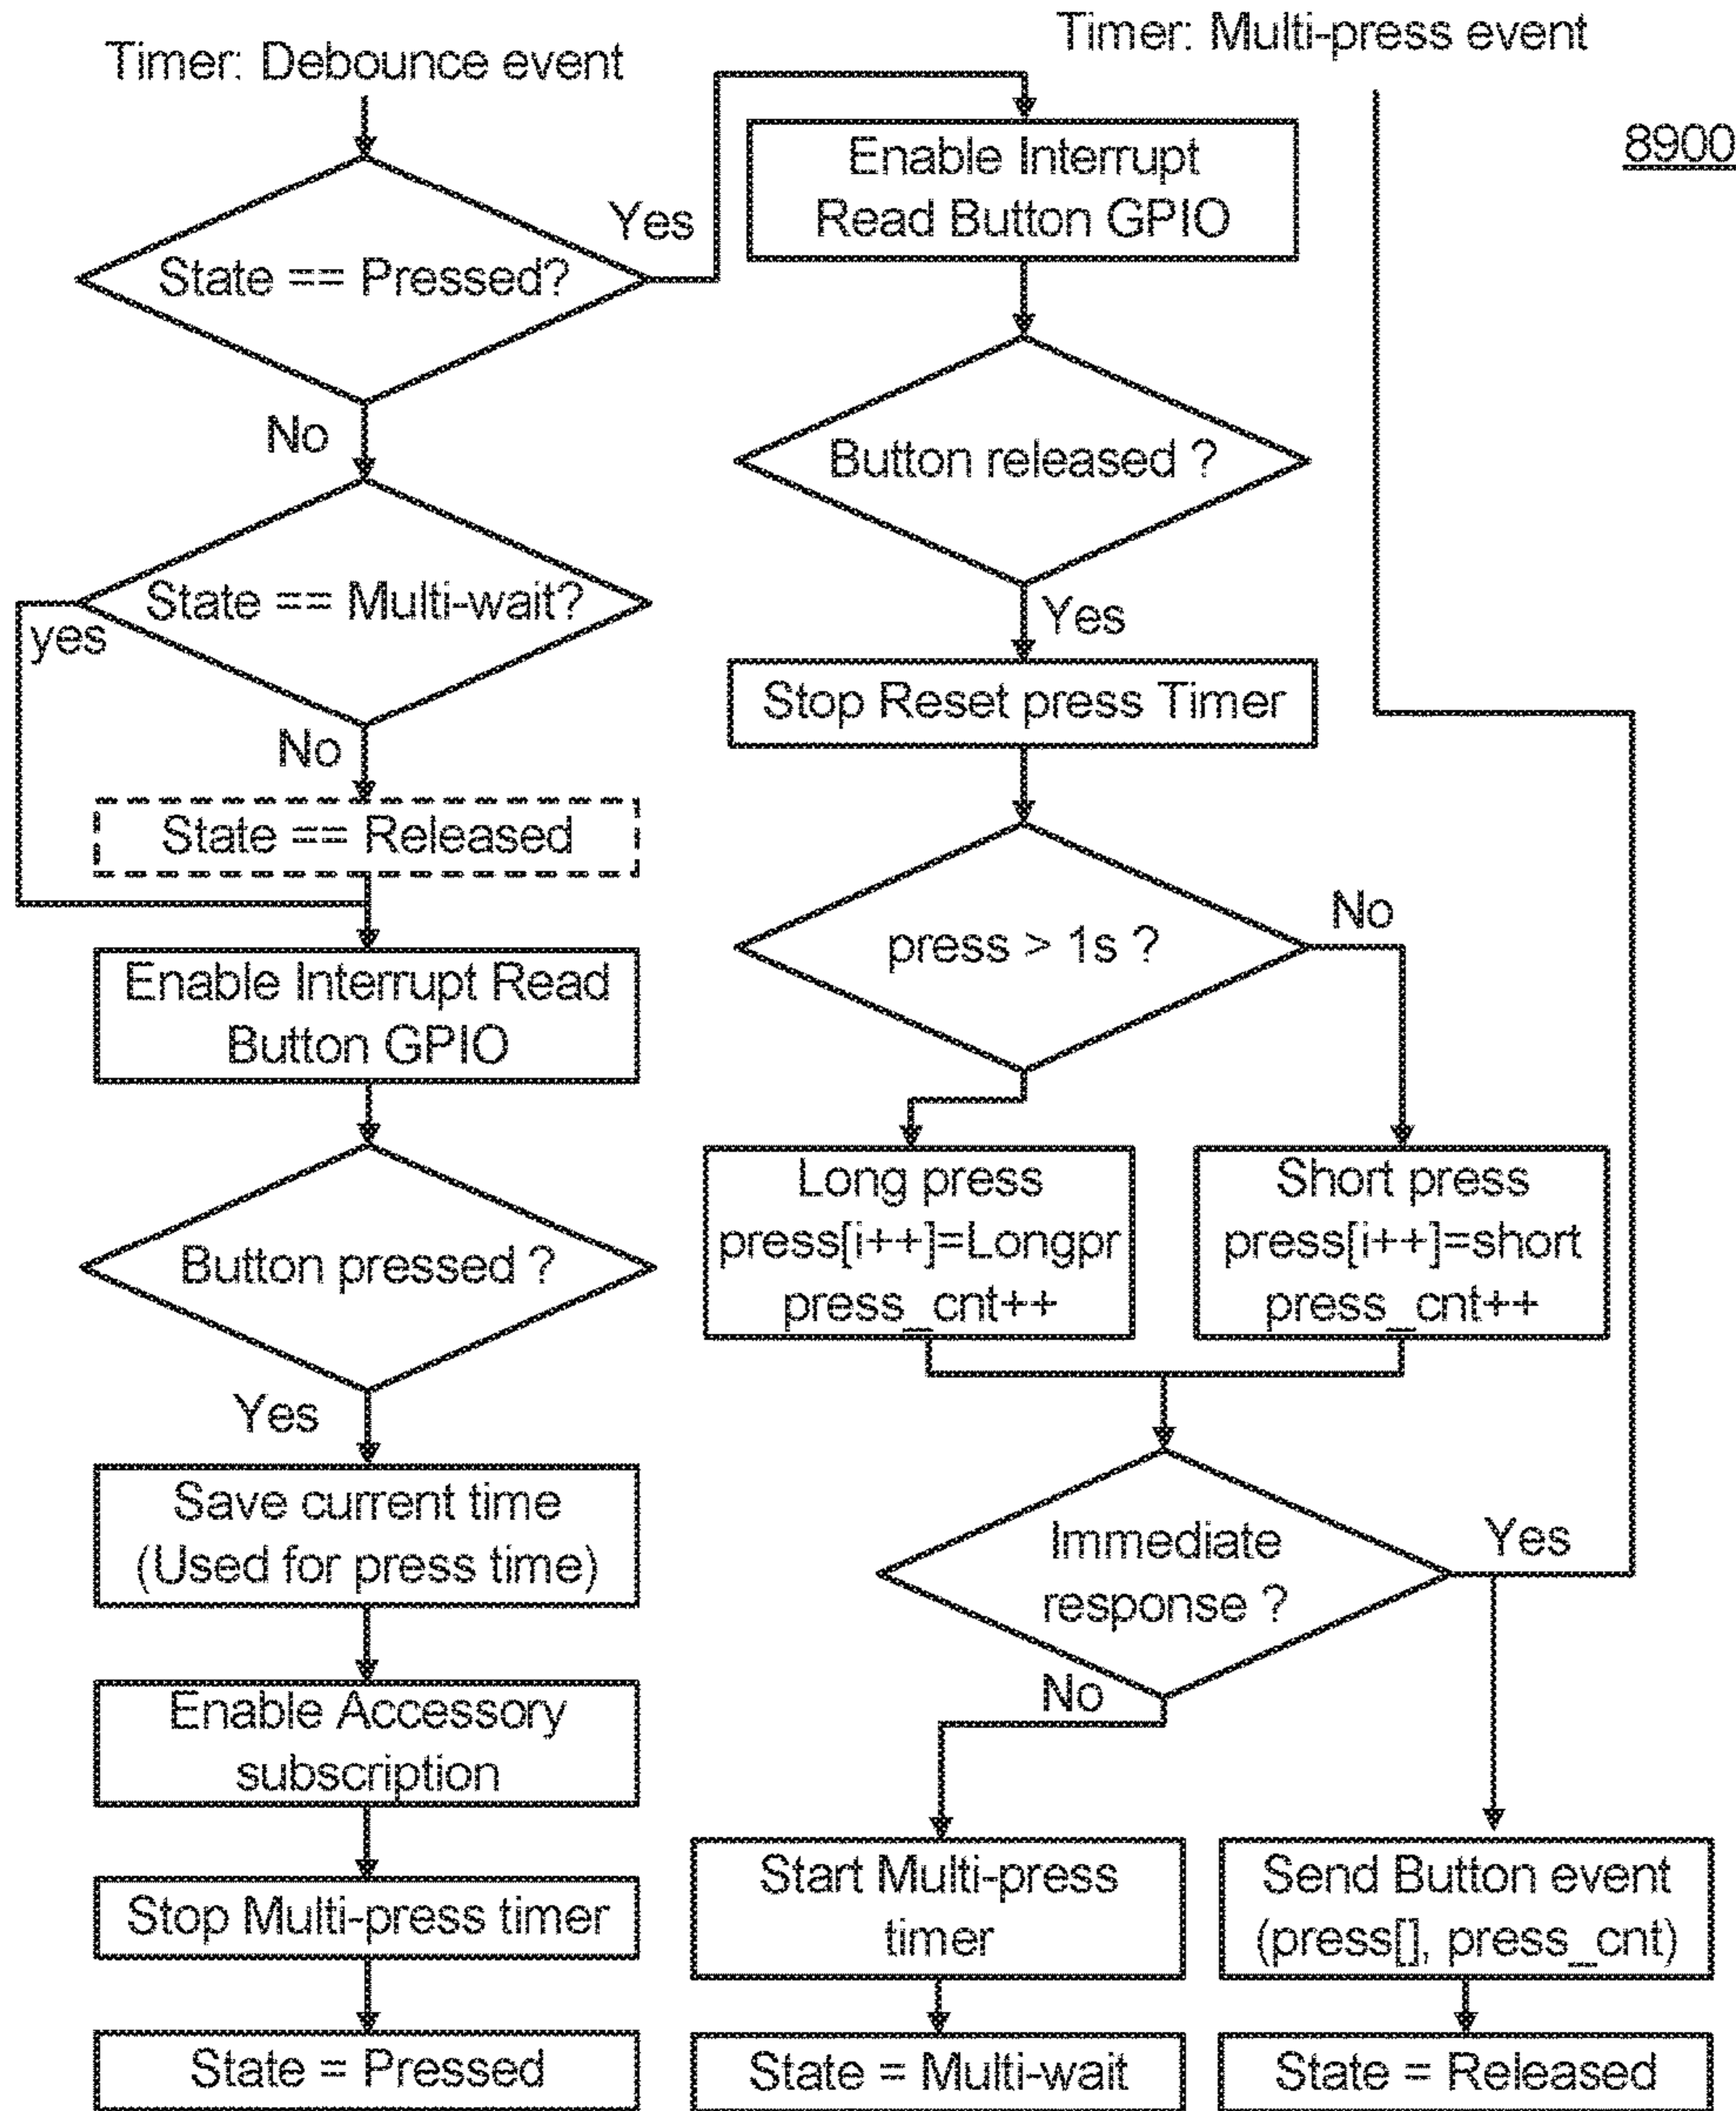 Timer: Debounce event
State == Pressed?
Yes
No
State == Multi-wait?
yes
No
State == Released
Enable Interrupt Read
Button GPIO
Button pressed ?
Yes
Save current time
(Used for press time)
Enable Accessory
subscription
Stop Multi-press timer
State = Pressed
Enable Interrupt
Read Button GPIO
Button released ?
Yes
Stop Reset press Timer
press > 1s ?
No
Long press
press[i++]=Longpr
press_cnt++
Short press
press[i++]=short
press_cnt++
Immediate
response ?
Yes
No
Start Multi-press
timer
State = Multi-wait
Send Button event
(press[], press_cnt)
State = Released
Timer: Multi-press event
8900